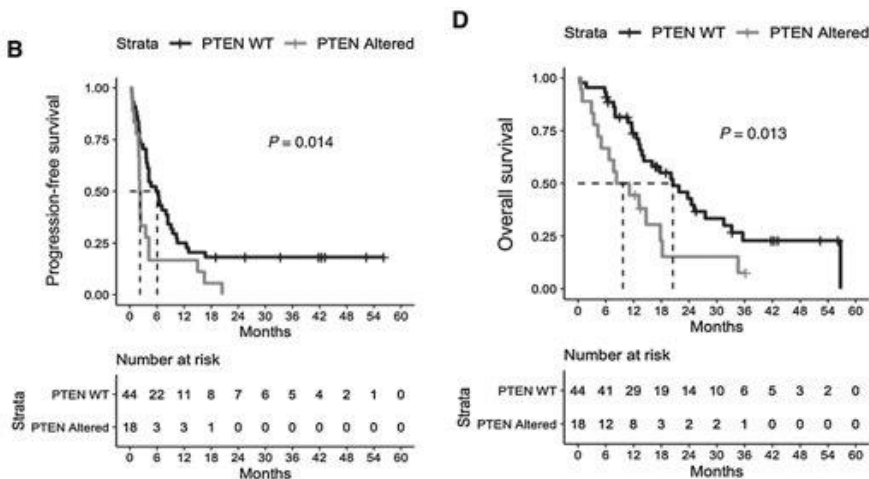 B
Strata PTEN WT PTEN Altered
Progression-free survival
1.00
0.75
0.50
0.25
0.00
P = 0.014
0 6 12 18 24 30 36 42 48 54 60
Months
Number at risk
Strata
PTEN WT 44 22 11 8 7 6 5 4 2 1 0
PTEN Altered 18 3 3 1 0 0 0 0 0 0 0
0 6 12 18 24 30 36 42 48 54 60
Months
D
Strata PTEN WT PTEN Altered
Overall survival
1.00
0.75
0.50
0.25
0.00
P = 0.013
0 6 12 18 24 30 36 42 48 54 60
Months
Number at risk
Strata
PTEN WT 44 41 29 19 14 10 6 5 3 2 0
PTEN Altered 18 12 8 3 2 2 1 0 0 0 0
0 6 12 18 24 30 36 42 48 54 60
Months